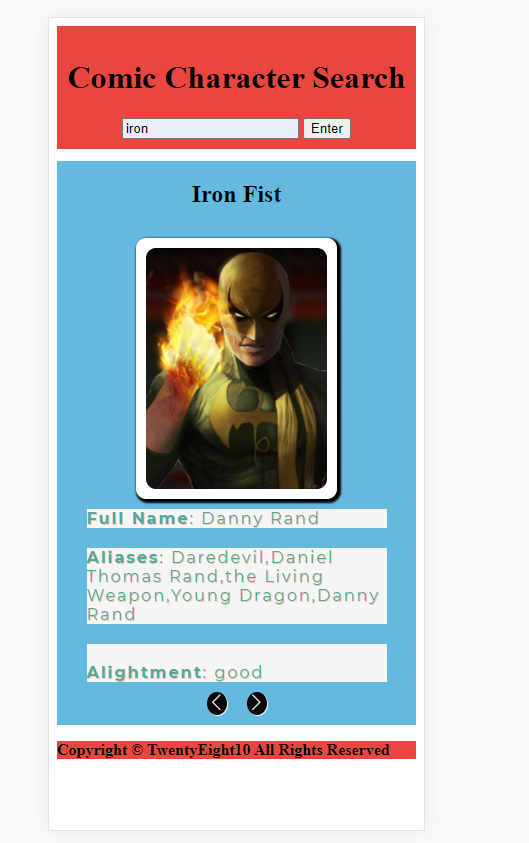 Comic Character Search
iron
Enter
Iron Fist
Full Name: Danny Rand
Aliases: Daredevil,Daniel
Thomas Rand,the Living
Weapon,Young Dragon,Danny
Rand
Alightment: good
Copyright © TwentyEight10 All Rights Reserved